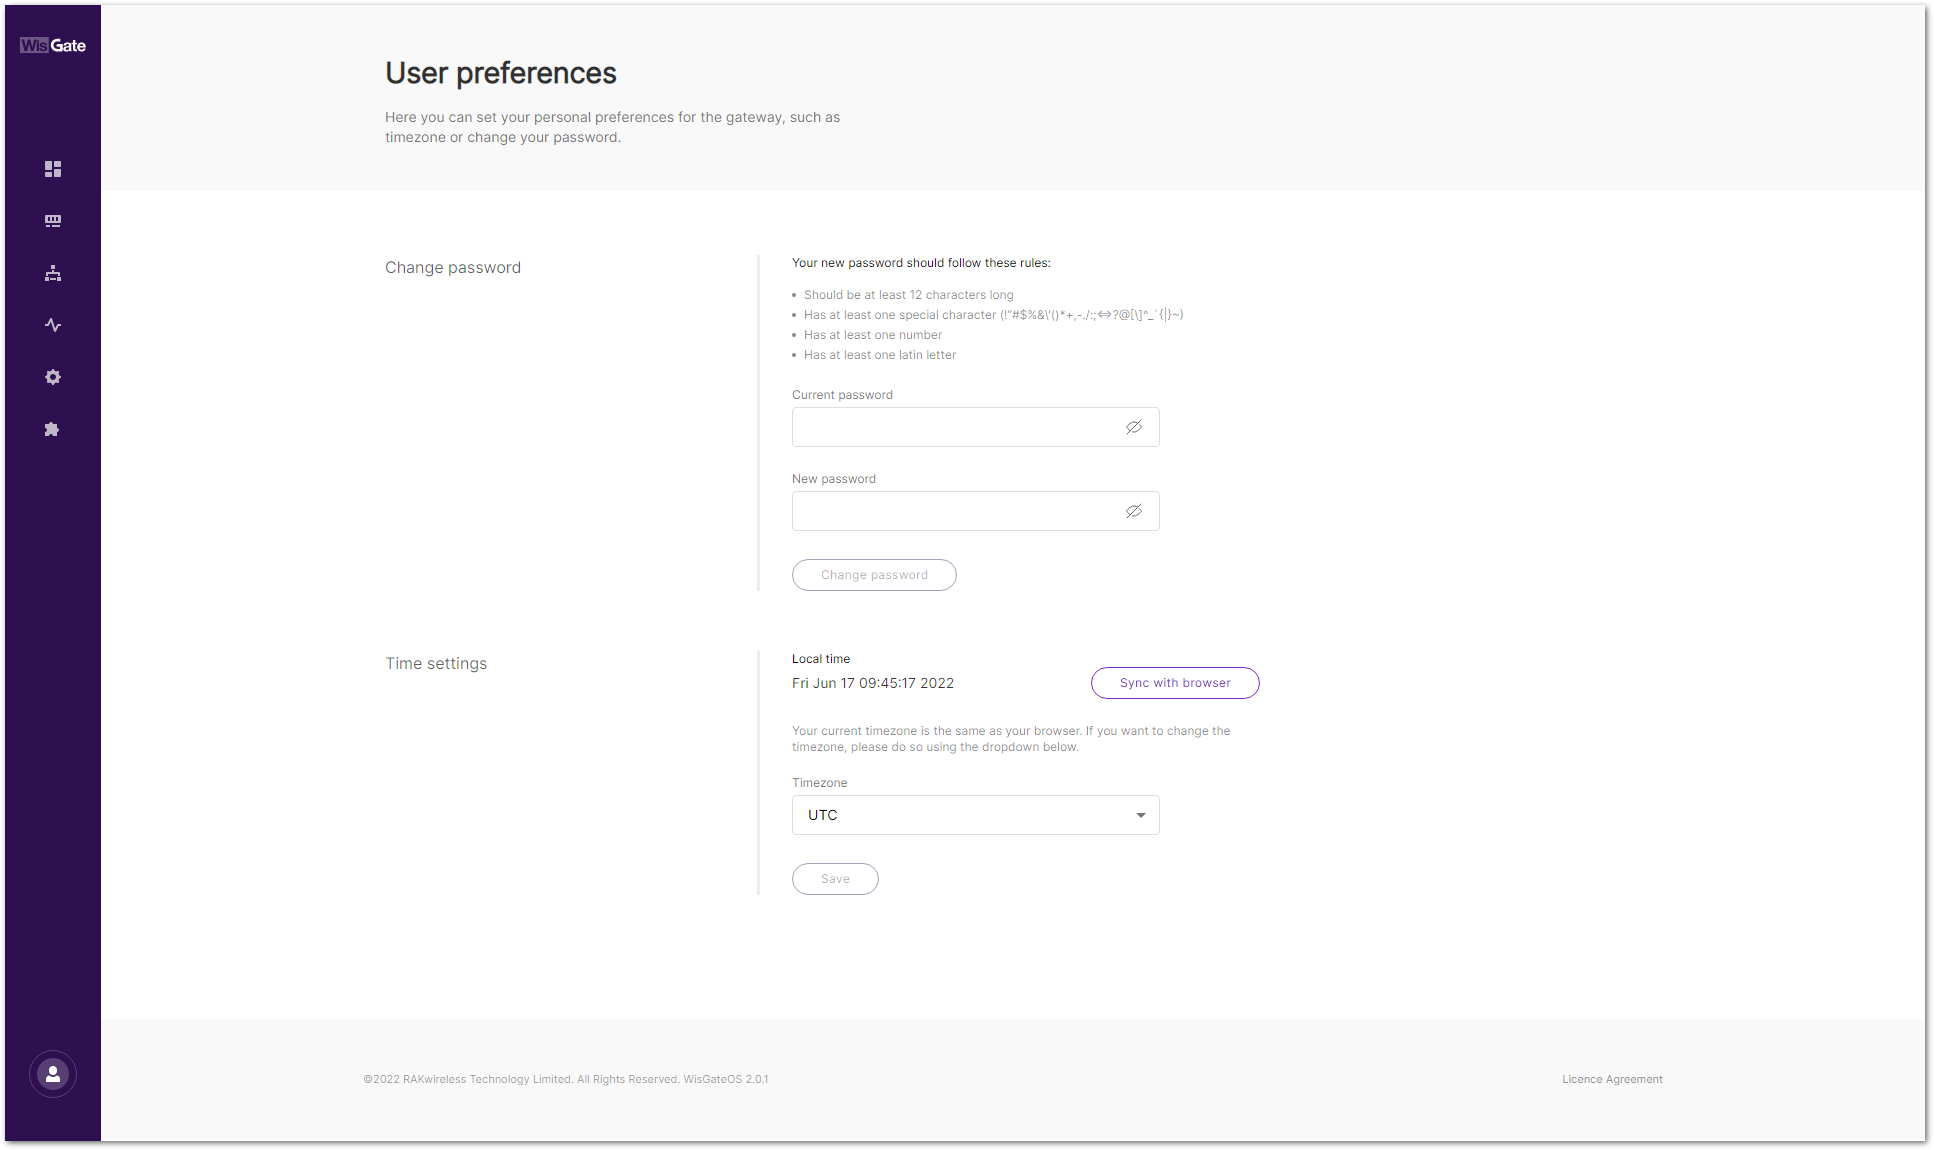 WisGate
User preferences
Here you can set your personal preferences for the gateway, such as
timezone or change your password.
Change password
Your new password should follow these rules:
• Should be at least 12 characters long
• Has at least one special character (!"#$%&\'()*+,-./:;<=>?@[\]^_`{|}~)
• Has at least one number
• Has at least one latin letter
Current password
New password
Change password
Time settings
Local time
Fri Jun 17 09:45:17 2022
Sync with browser
Your current timezone is the same as your browser. If you want to change the
timezone, please do so using the dropdown below.
Timezone
UTC
Save
©2022 RAKwireless Technology Limited. All Rights Reserved. WisGateOS 2.0.1
Licence Agreement